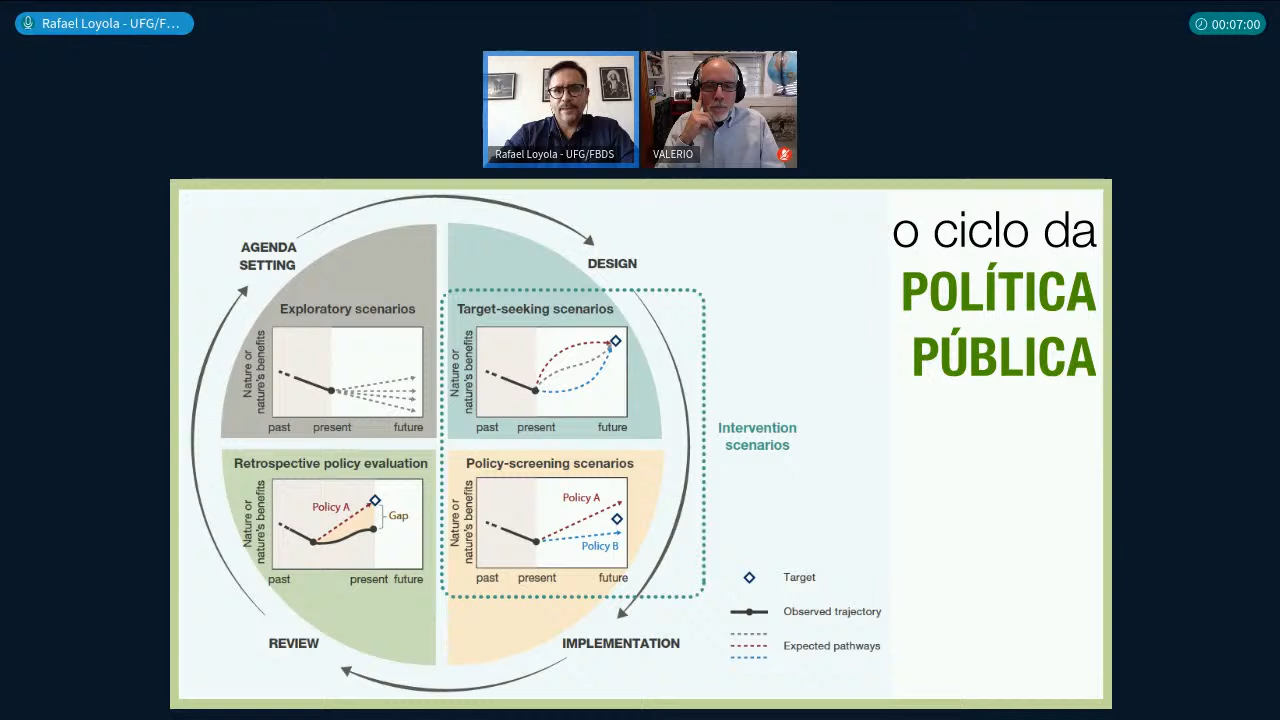 Rafael Loyola - UFG/F...
00:07:00
Rafael Loyola - UFG/FBDS
VALERIO
o ciclo da
POLÍTICA
PÚBLICA
AGENDA
SETTING
DESIGN
Exploratory scenarios
Nature or
nature's benefits
past present future
Target-seeking scenarios
Nature or
nature's benefits
past present future
Intervention
scenarios
Retrospective policy evaluation
Nature or
nature's benefits
Policy A
Gap
past present future
Policy-screening scenarios
Nature or
nature's benefits
Policy A
Policy B
past present future
REVIEW
IMPLEMENTATION
Target
Observed trajectory
Expected pathways